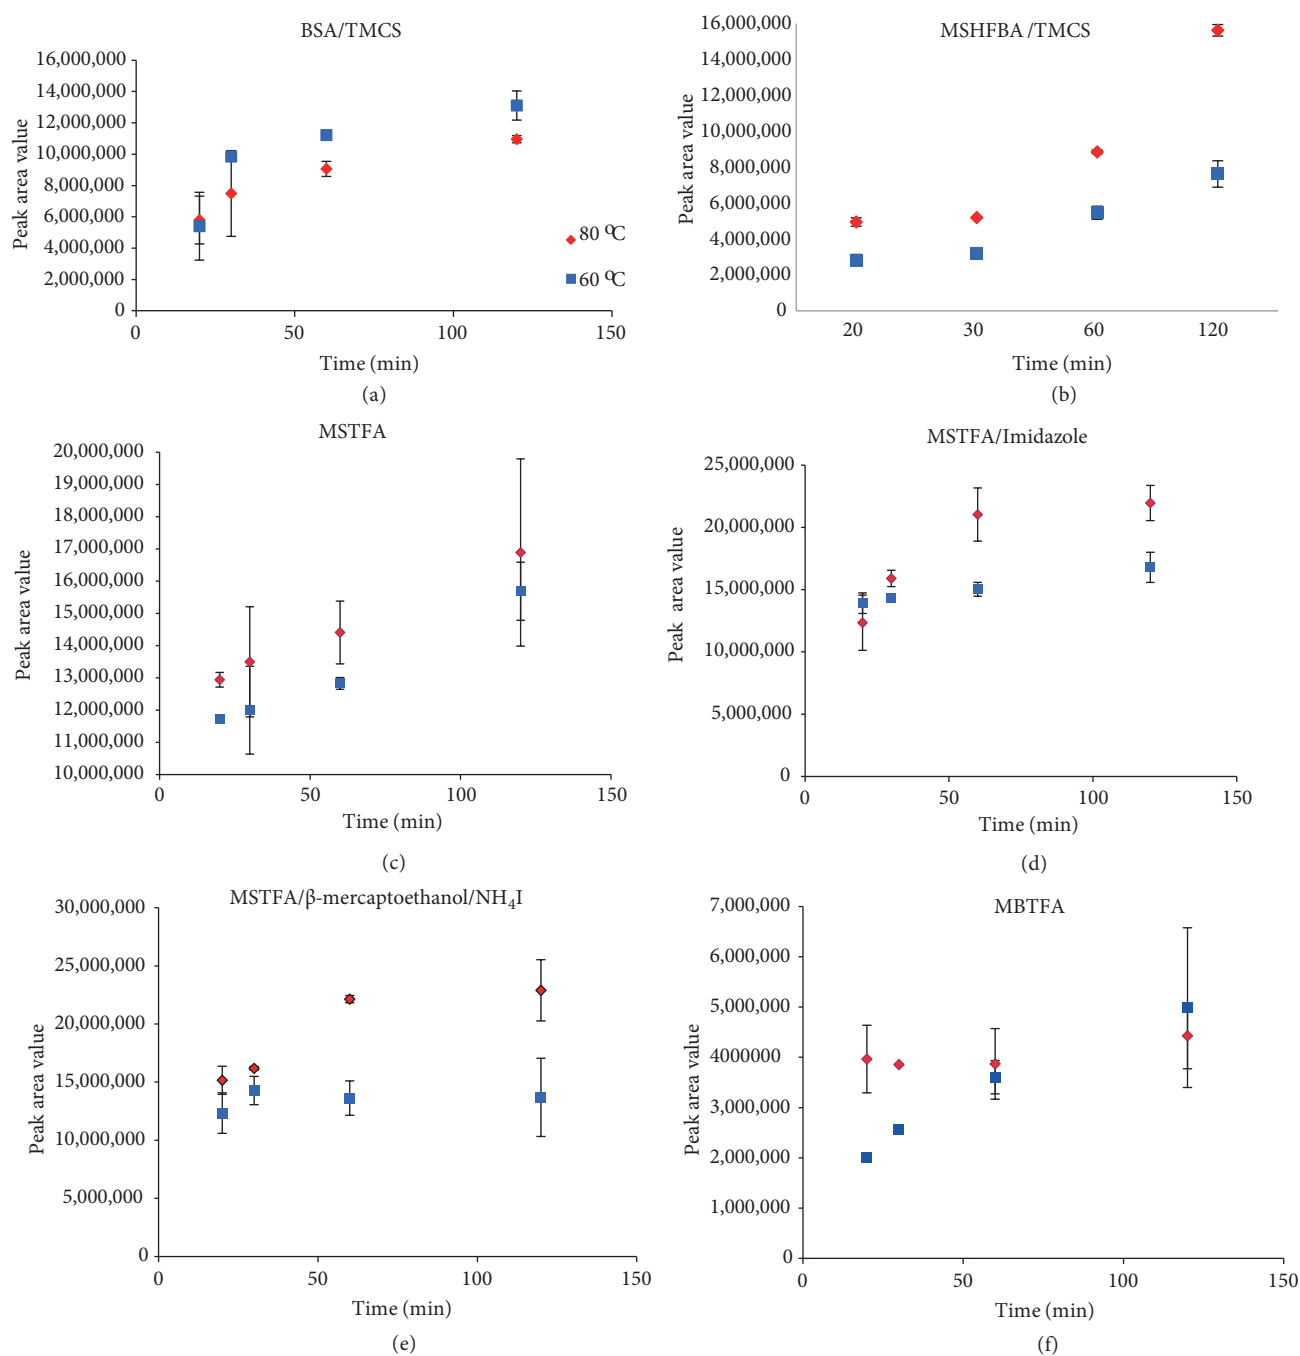 BSA/TMCS
16,000,000
14,000,000
12,000,000
10,000,000
8,000,000
6,000,000
4,000,000
2,000,000
0
Peak area value
80 ⁰C
60 ⁰C
0 50 100 150
Time (min)
(a)
MSHFBA /TMCS
16,000,000
14,000,000
12,000,000
10,000,000
8,000,000
6,000,000
4,000,000
2,000,000
0
Peak area value
20 30 60 120
Time (min)
(b)
MSTFA
20,000,000
19,000,000
18,000,000
17,000,000
16,000,000
15,000,000
14,000,000
13,000,000
12,000,000
11,000,000
10,000,000
Peak area value
0 50 100 150
Time (min)
(c)
MSTFA/Imidazole
25,000,000
20,000,000
15,000,000
10,000,000
5,000,000
0
Peak area value
0 50 100 150
Time (min)
(d)
MSTFA/β-mercaptoethanol/NH₄I
30,000,000
25,000,000
20,000,000
15,000,000
10,000,000
5,000,000
0
Peak area value
0 50 100 150
Time (min)
(e)
MBTFA
7,000,000
6,000,000
5,000,000
4000,000
3,000,000
2,000,000
1,000,000
0
Peak area value
0 50 100 150
Time (min)
(f)